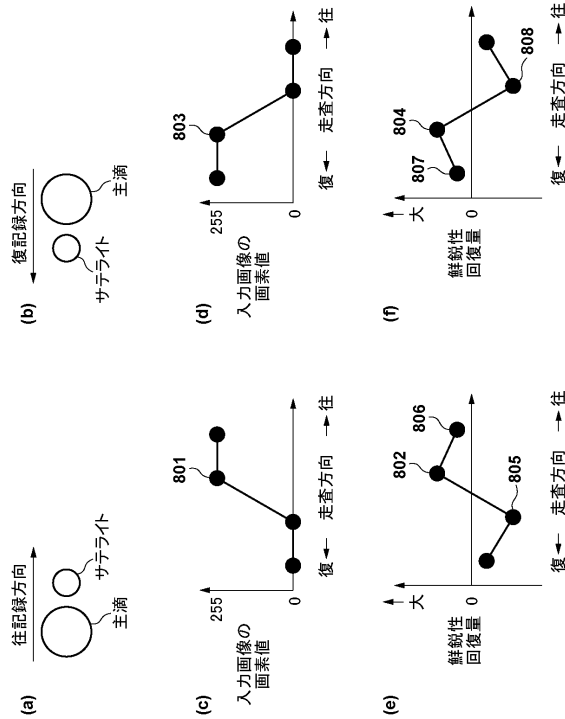 (a)
往記録方向
主滴
サテライト
(b)
復記録方向
サテライト
主滴
(c)
入力画像の
画素値
255
0
801
復 ← 走査方向 → 往
(d)
入力画像の
画素値
255
0
803
復 ← 走査方向 → 往
(e)
鮮鋭性
回復量
大
0
802
806
805
復 ← 走査方向 → 往
(f)
鮮鋭性
回復量
大
0
807
804
808
復 ← 走査方向 → 往